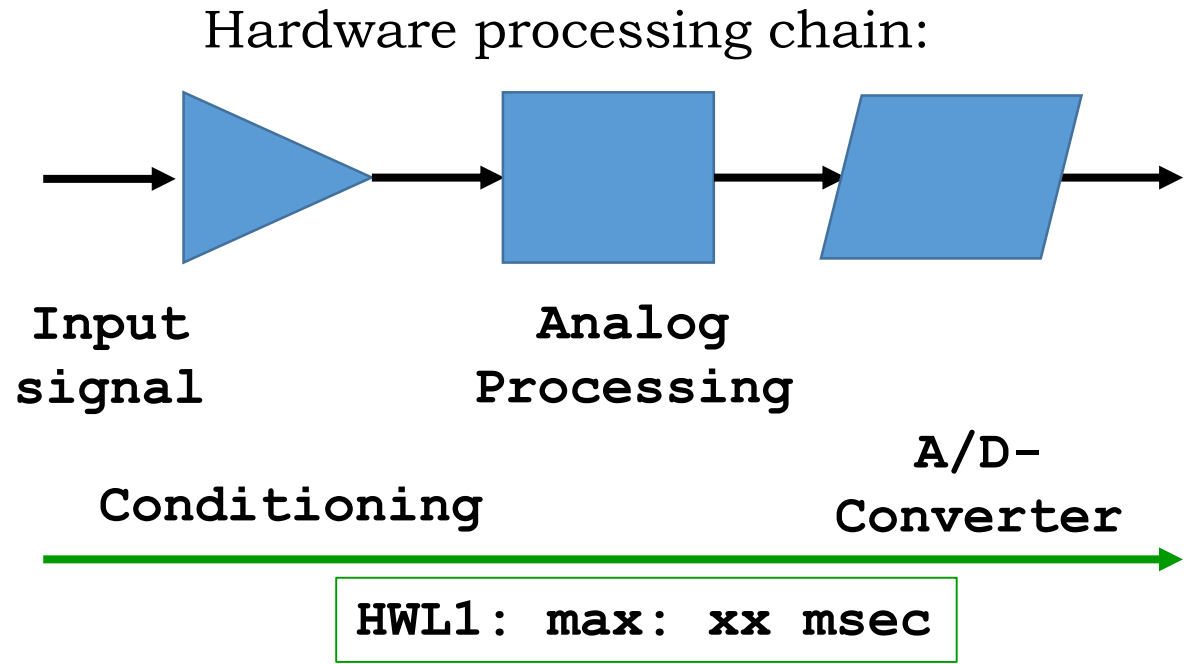 Hardware processing chain:
Input
signal
Analog
Processing
A/D-
Converter
Conditioning
HWL1: max: xx msec